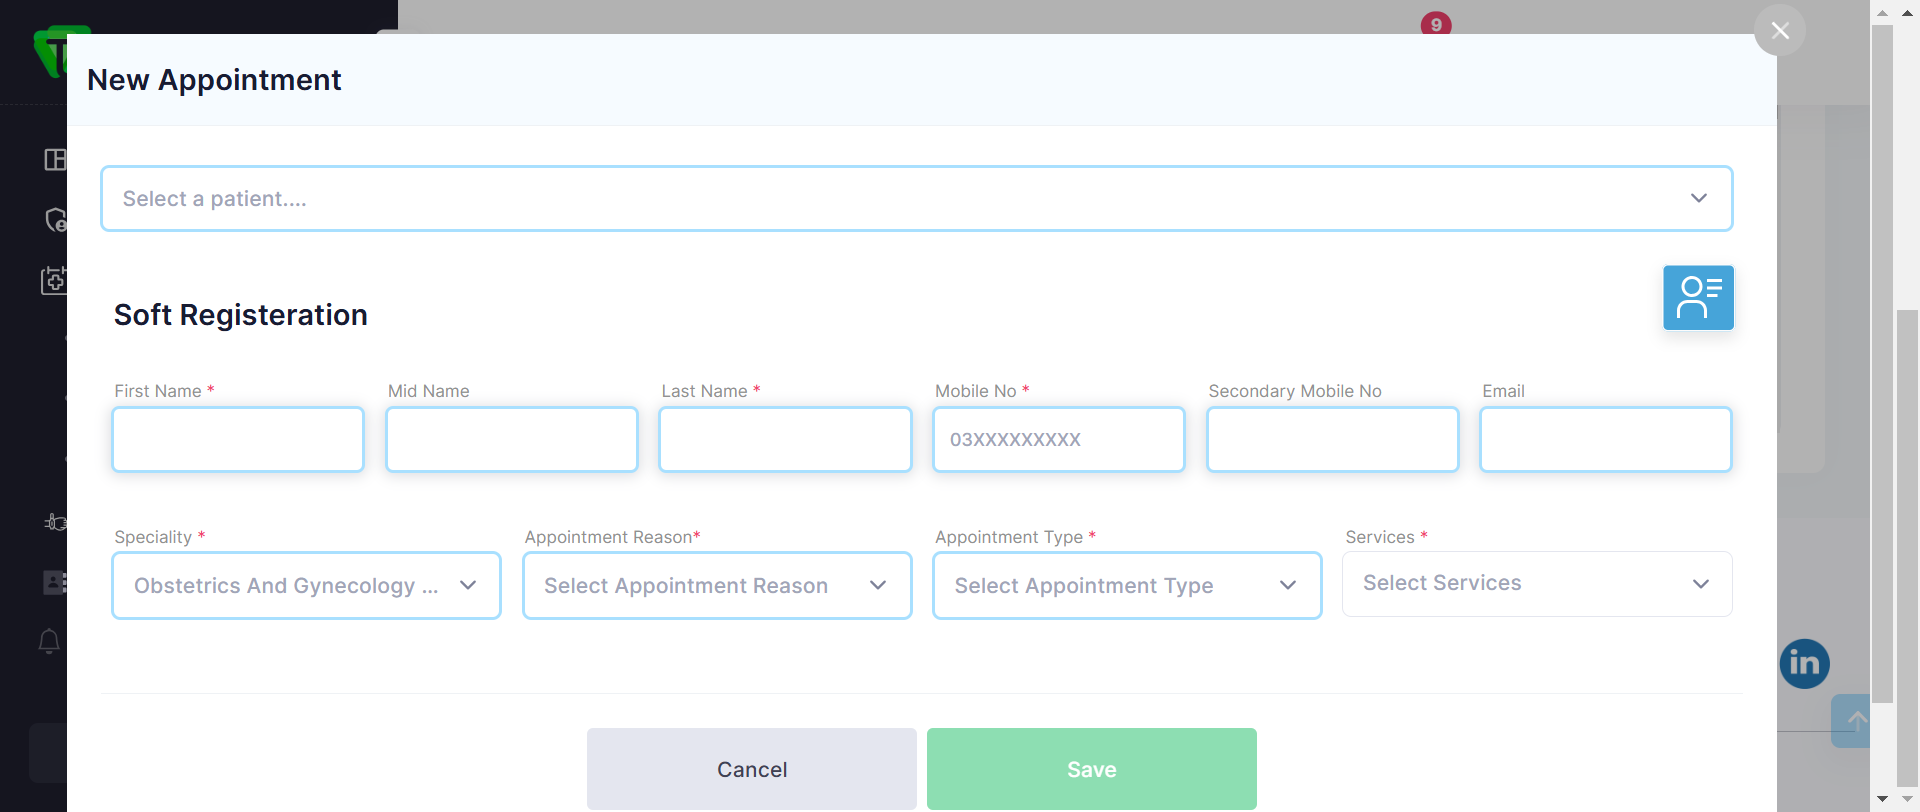 9
New Appointment
Select a patient....
Soft Registeration
First Name *
Mid Name
Last Name *
Mobile No *
Secondary Mobile No
Email
03XXXXXXXXX
Speciality *
Appointment Reason*
Appointment Type *
Services *
Obstetrics And Gynecology ...
Select Appointment Reason
Select Appointment Type
Select Services
in
Cancel
Save